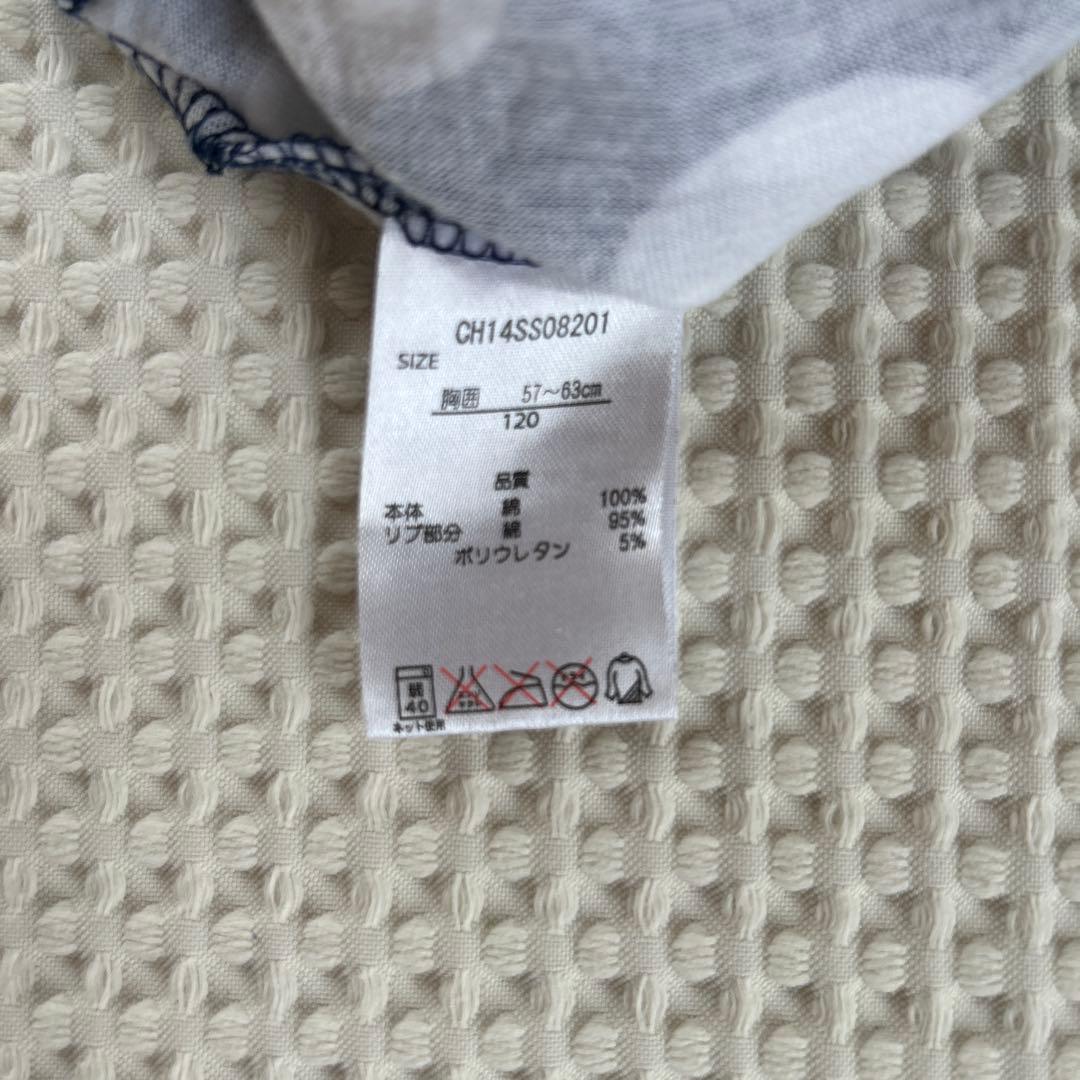 CH14SS08201
SIZE
胸囲 57～63cm
120
品質
本体 綿 100%
リブ部分 綿 95%
ポリウレタン 5%
弱
40
ネット使用